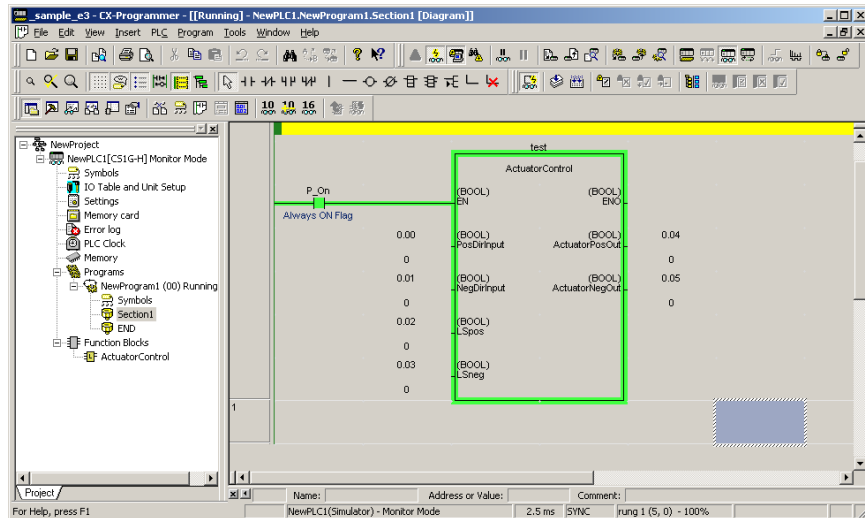 _sample_e3 - CX-Programmer - [[Running] - NewPLC1.NewProgram1.Section1 [Diagram]]
File Edit View Insert PLC Program Tools Window Help
10 10 16
NewProject
NewPLC1[CS1G-H] Monitor Mode
Symbols
IO Table and Unit Setup
Settings
Memory card
Error log
PLC Clock
Memory
Programs
NewProgram1 (00) Running
Symbols
Section1
END
Function Blocks
ActuatorControl
Project
test
ActuatorControl
P_On
(BOOL) (BOOL)
EN ENO
Always ON Flag
0.00 (BOOL) (BOOL) 0.04
PosDirInput ActuatorPosOut
0 0
0.01 (BOOL) (BOOL) 0.05
NegDirInput ActuatorNegOut
0 0
0.02 (BOOL)
LSpos
0
0.03 (BOOL)
LSneg
0
1
Name: Address or Value: Comment:
For Help, press F1 NewPLC1(Simulator) - Monitor Mode 2.5 ms SYNC rung 1 (5, 0) - 100%